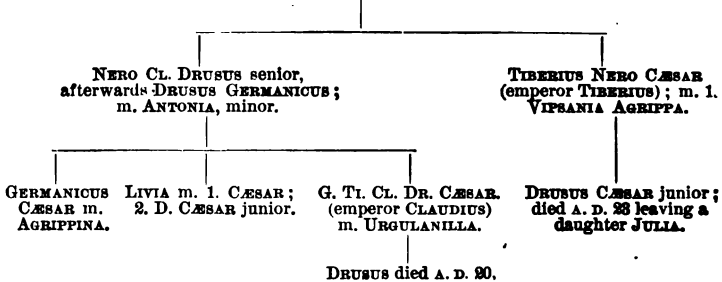 NERO CL. DRUSUS senior,
afterwards DRUSUS GERMANICUS;
m. ANTONIA, minor.
TIBERIUS NERO CÆSAR
(emperor TIBERIUS); m. 1.
VIPSANIA AGRIPPA.
GERMANICUS
CÆSAR m.
AGRIPPINA.
LIVIA m. 1. CÆSAR;
2. D. CÆSAR junior.
G. TI. CL. DR. CÆSAR.
(emperor CLAUDIUS)
m. URGULANILLA.
DRUSUS CÆSAR junior;
died A. D. 23 leaving a
daughter JULIA.
DRUSUS died A. D. 20.